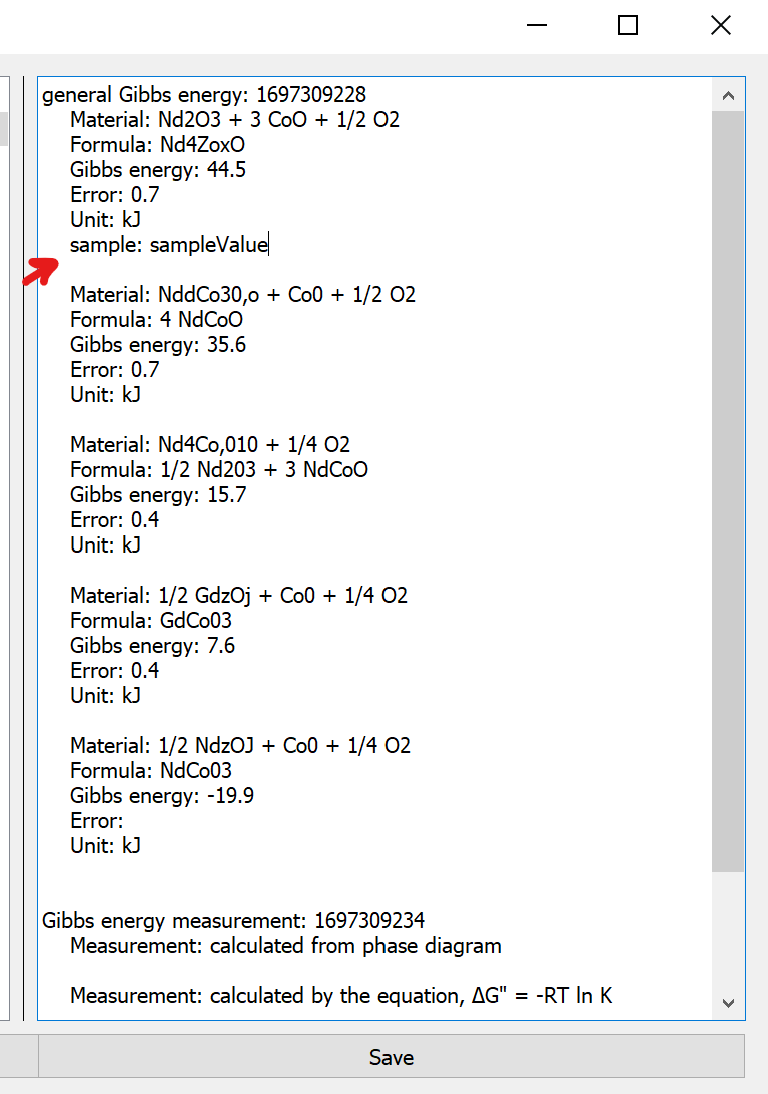 general Gibbs energy: 1697309228
Material: Nd2O3 + 3 CoO + 1/2 O2
Formula: Nd4ZoxO
Gibbs energy: 44.5
Error: 0.7
Unit: kJ
sample: sampleValue
Material: NddCo30,o + Co0 + 1/2 O2
Formula: 4 NdCoO
Gibbs energy: 35.6
Error: 0.7
Unit: kJ
Material: Nd4Co,010 + 1/4 O2
Formula: 1/2 Nd203 + 3 NdCoO
Gibbs energy: 15.7
Error: 0.4
Unit: kJ
Material: 1/2 GdzOj + Co0 + 1/4 O2
Formula: GdCo03
Gibbs energy: 7.6
Error: 0.4
Unit: kJ
Material: 1/2 NdzOJ + Co0 + 1/4 O2
Formula: NdCo03
Gibbs energy: -19.9
Error:
Unit: kJ
Gibbs energy measurement: 1697309234
Measurement: calculated from phase diagram
Measurement: calculated by the equation, ΔG" = -RT ln K
Save